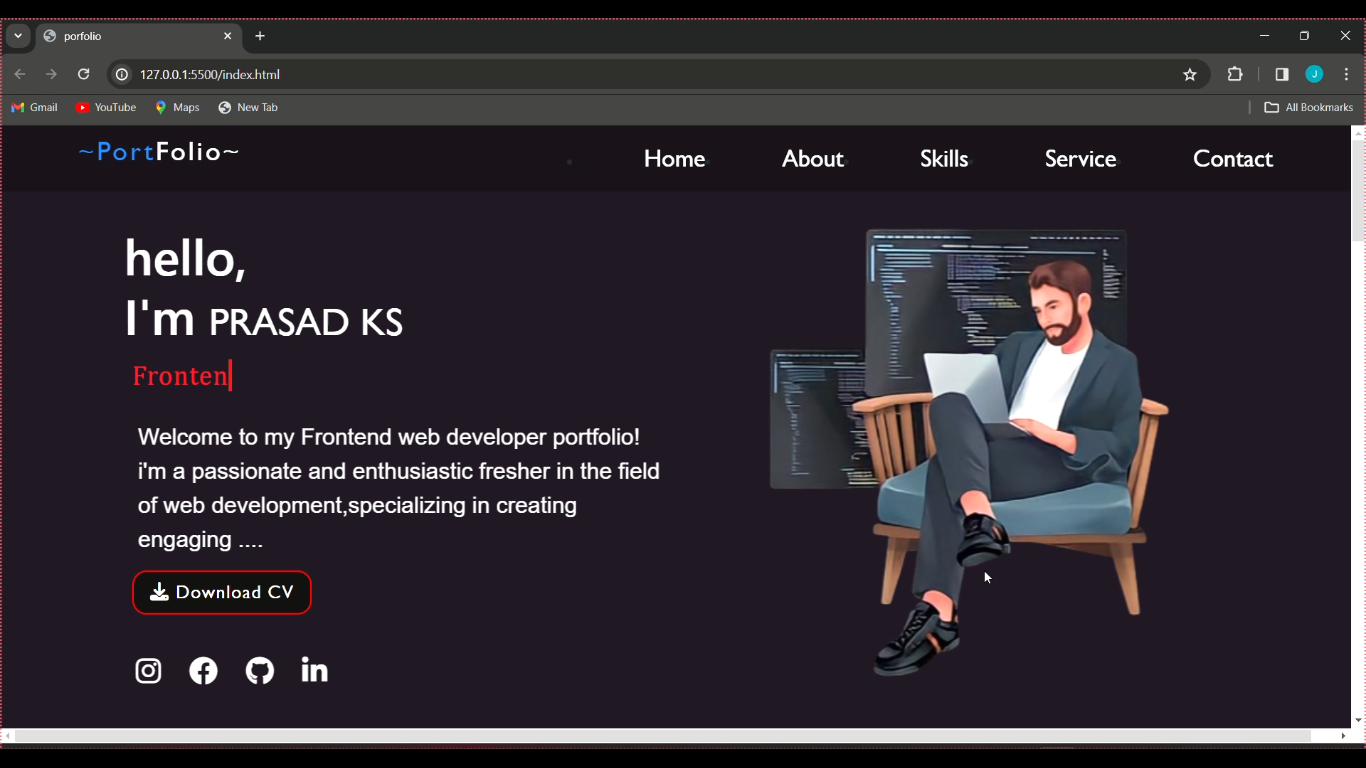 porfolio
127.0.0.1:5500/index.html
J
Gmail YouTube Maps New Tab All Bookmarks
~PortFolio~ Home About Skills Service Contact
hello,
I'm PRASAD KS
Fronten
Welcome to my Frontend web developer portfolio!
i'm a passionate and enthusiastic fresher in the field
of web development,specializing in creating
engaging ....
Download CV
in